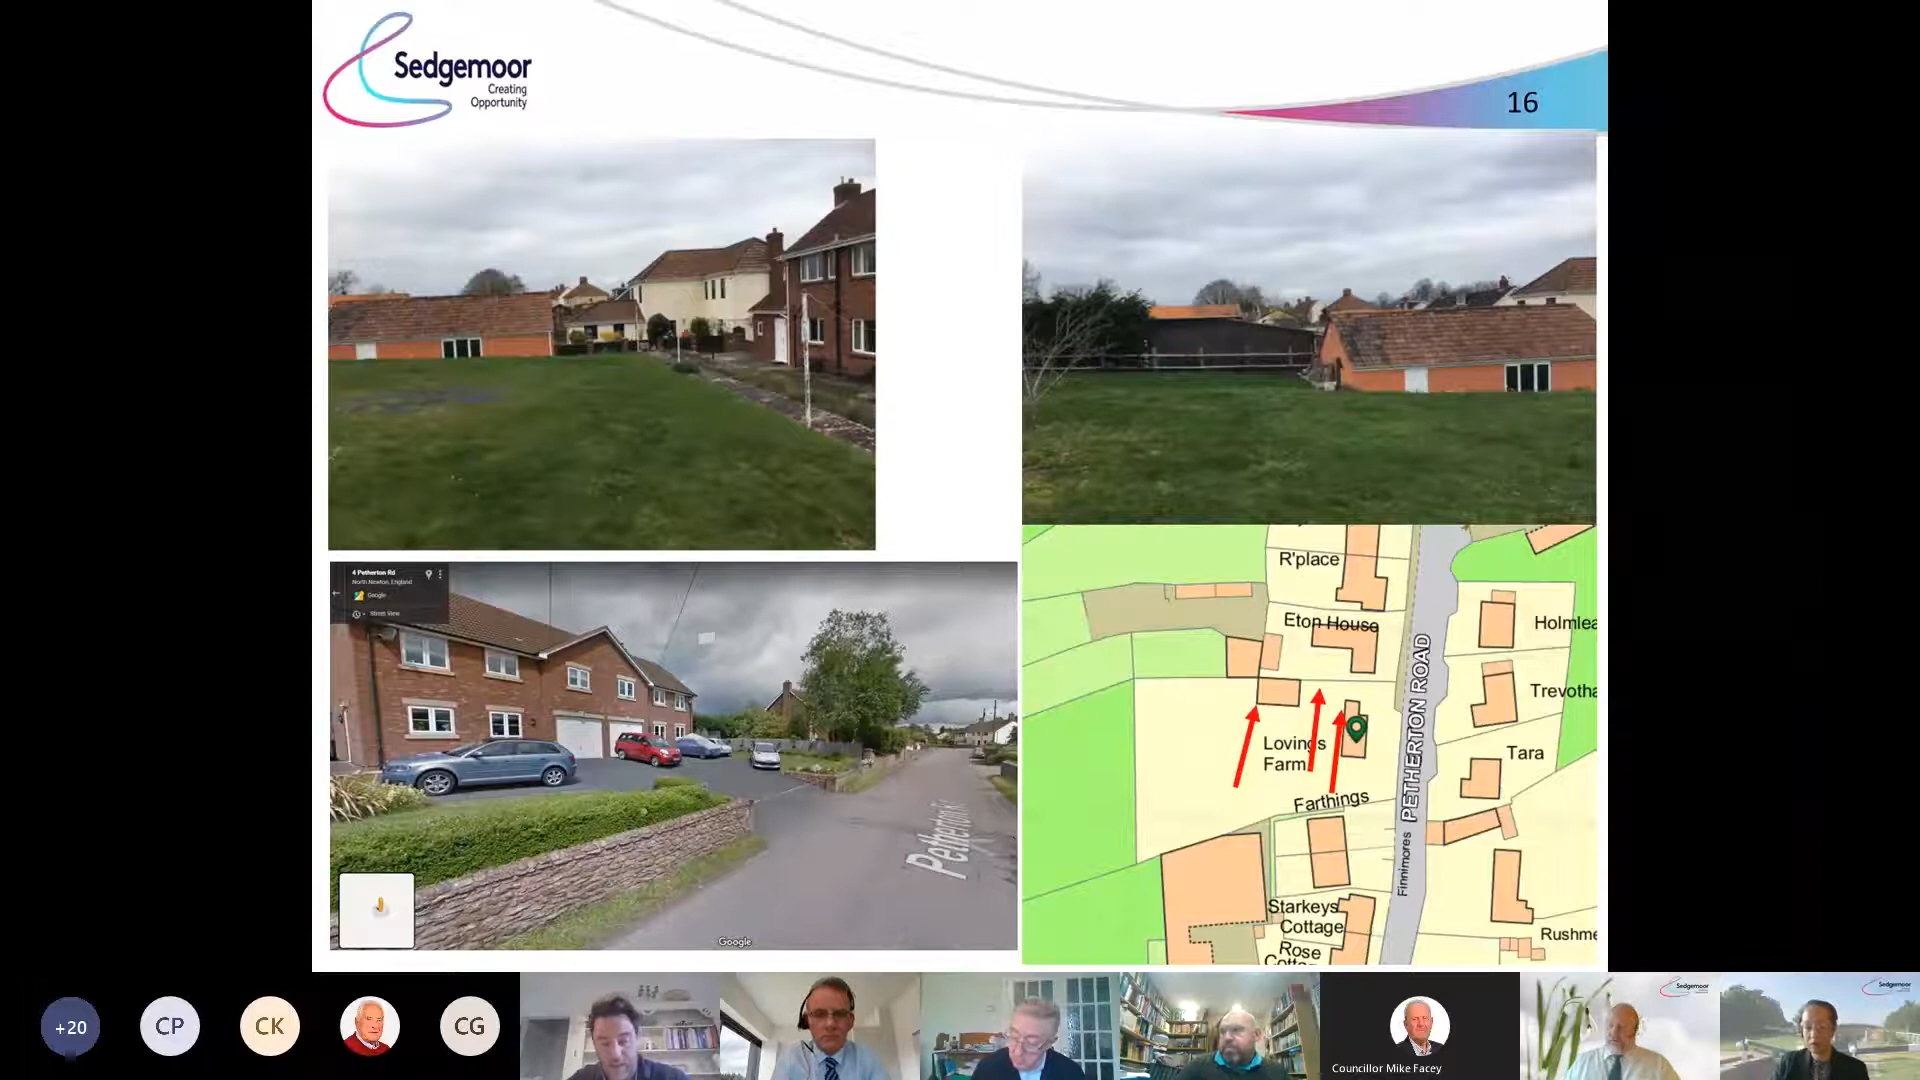 Sedgemoor
Creating
Opportunity
16
4 Petherton Rd
North Newton, England
Google
Street View
Petherton
Google
R'place
Eton House
Holmlea
Trevotha
PETHERTON ROAD
Lovings
Farm
Tara
Farthings
Finnimores
Starkeys
Cottage
Rose
Rushme
+20
CP
CK
CG
Councillor Mike Facey
Sedgemoor
Sedgemoor